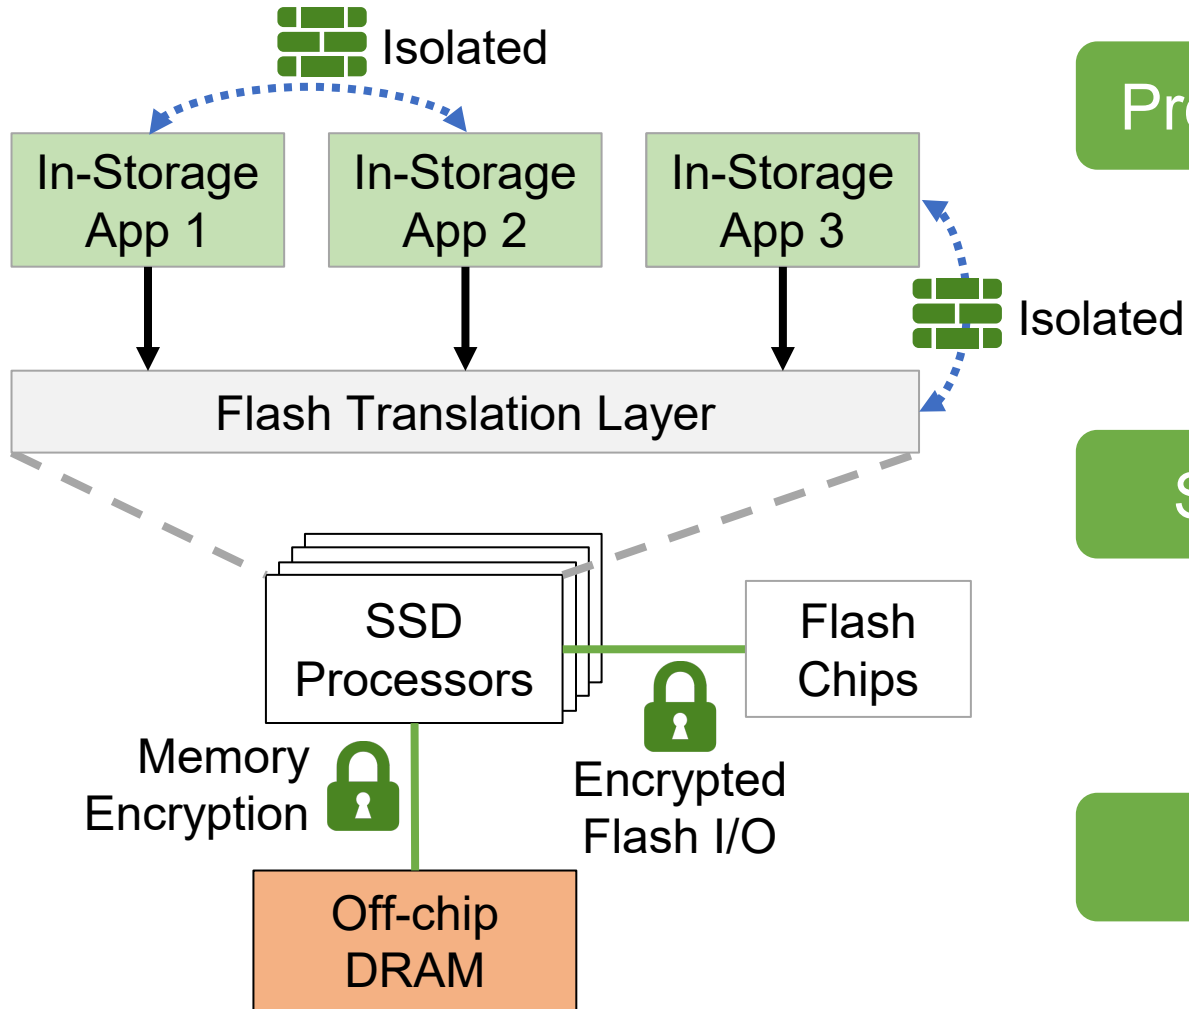 Isolated
In-Storage
App 1
In-Storage
App 2
In-Storage
App 3
Isolated
Flash Translation Layer
SSD
Processors
Flash
Chips
Memory
Encryption
Encrypted
Flash I/O
Off-chip
DRAM